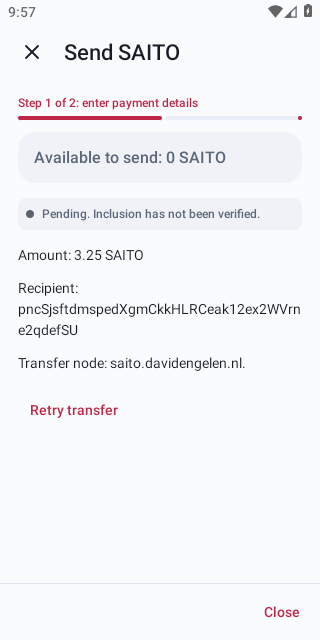 9:57
Send SAITO
Step 1 of 2: enter payment details
Available to send: 0 SAITO
Pending. Inclusion has not been verified.
Amount: 3.25 SAITO
Recipient:
pncSjsftdmspedXgmCkkHLRCeak12ex2WVrn
e2qdefSU
Transfer node: saito.davidengelen.nl.
Retry transfer
Close